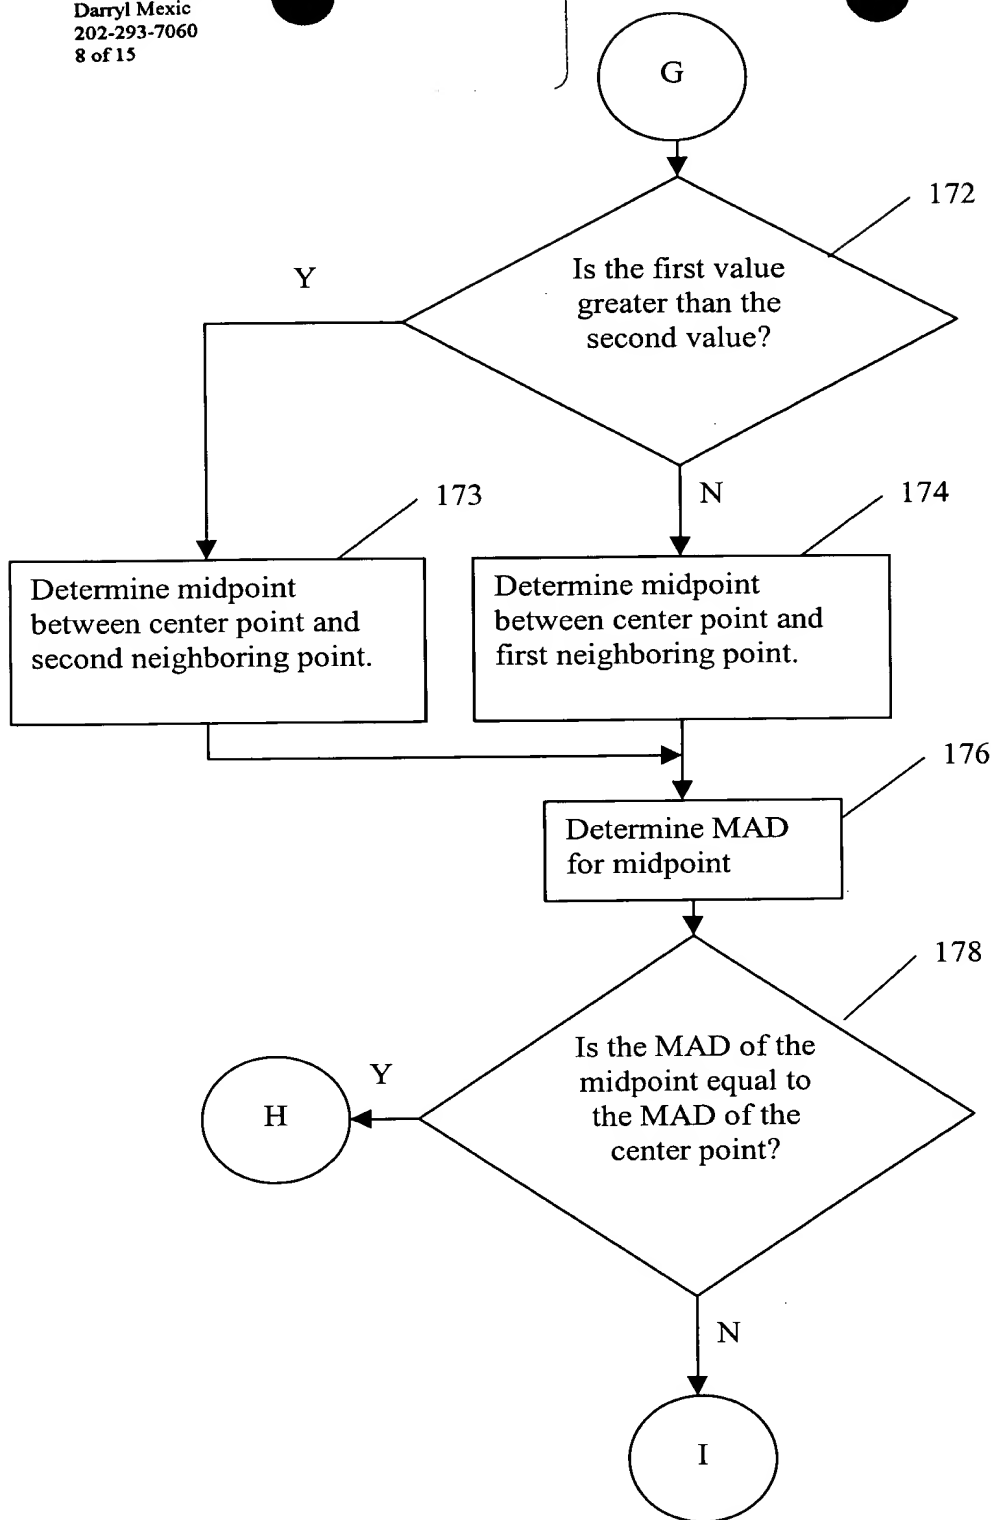 Darryl Mexic
202-293-7060
8 of 15
G
172
Y
Is the first value
greater than the
second value?
173
N
174
Determine midpoint
between center point and
second neighboring point.
Determine midpoint
between center point and
first neighboring point.
176
Determine MAD
for midpoint
178
Is the MAD of the
midpoint equal to
the MAD of the
center point?
Y
H
N
I